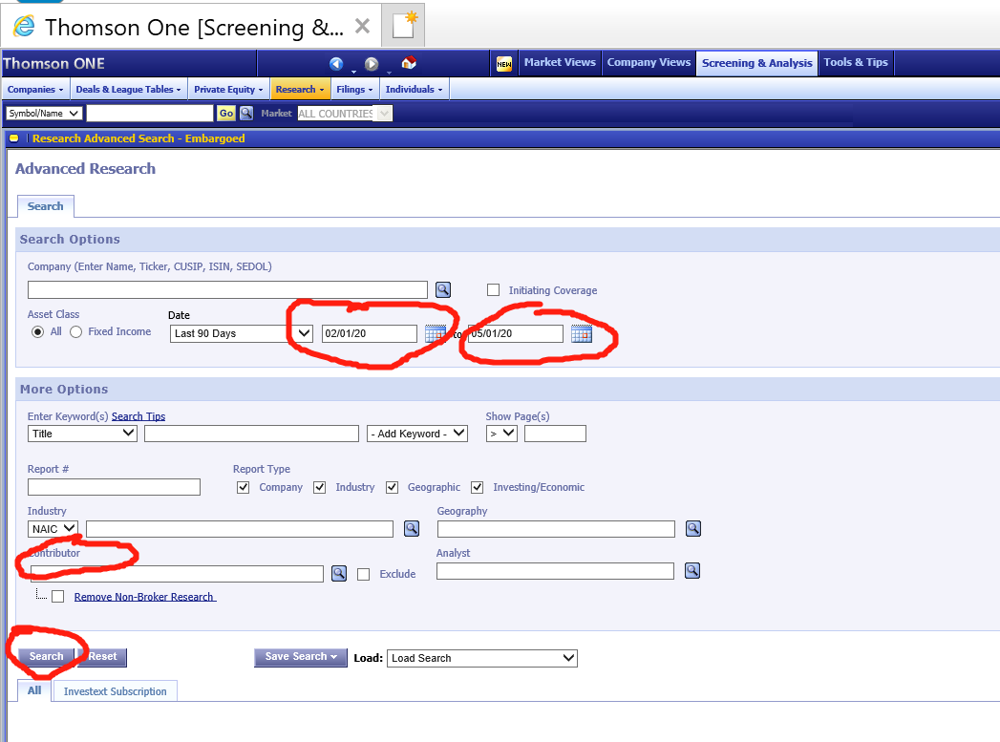 Thomson One [Screening &...
Thomson ONE
NEW Market Views Company Views Screening & Analysis Tools & Tips
Companies Deals & League Tables Private Equity Research Filings Individuals
Symbol/Name Go Market ALL COUNTRIES
Research Advanced Search - Embargoed
Advanced Research
Search
Search Options
Company (Enter Name, Ticker, CUSIP, ISIN, SEDOL)
Initiating Coverage
Asset Class Date
All Fixed Income Last 90 Days 02/01/20 to 05/01/20
More Options
Enter Keyword(s) Search Tips Show Page(s)
Title - Add Keyword - >
Report # Report Type
Company Industry Geographic Investing/Economic
Industry Geography
NAIC
Contributor Analyst
Exclude
Remove Non-Broker Research
Search Reset Save Search Load: Load Search
All Investext Subscription